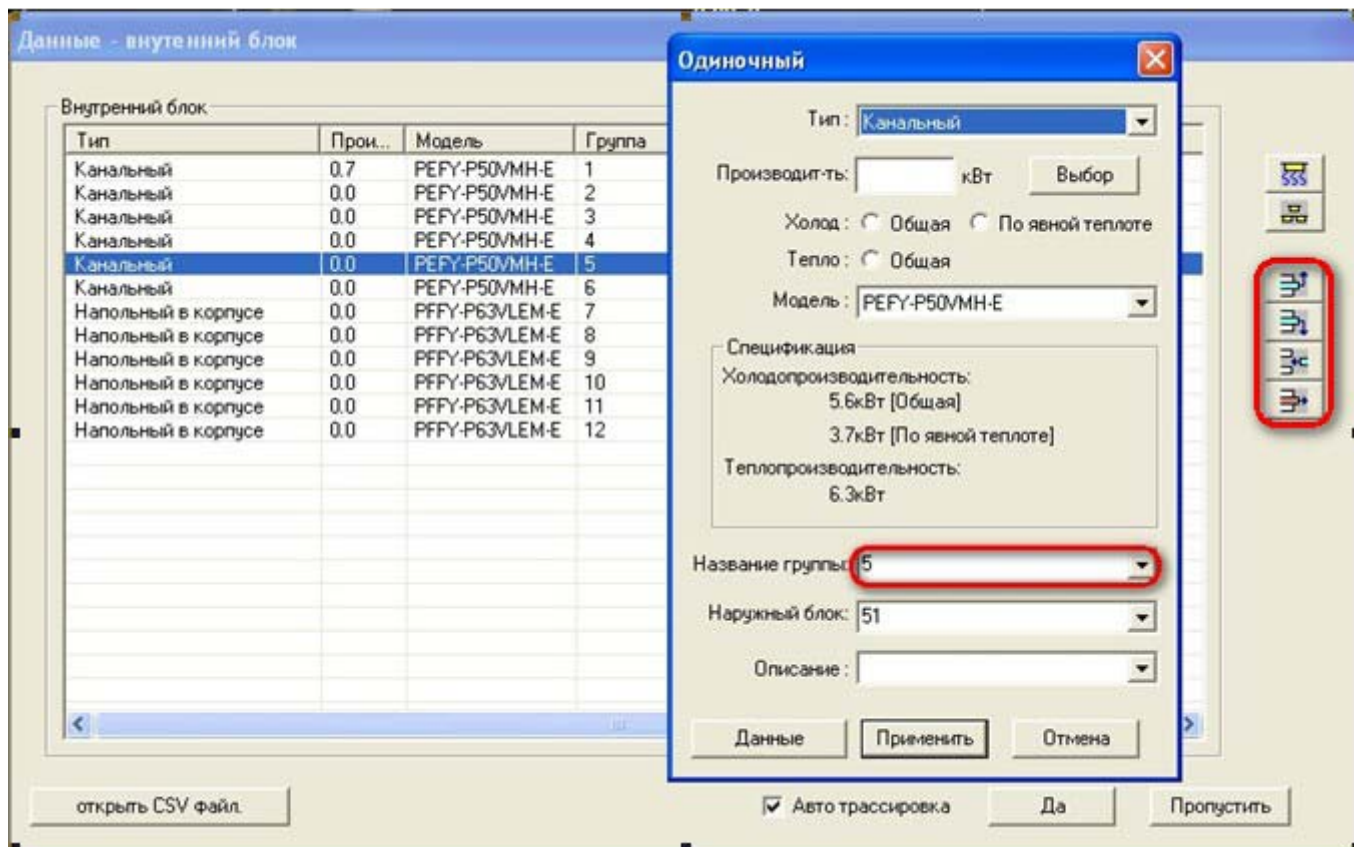 Данные - внутенний блок
Внутренний блок
Тип Прои... Модель Группа
Канальный 0.7 PEFY-P50VMH-E 1
Канальный 0.0 PEFY-P50VMH-E 2
Канальный 0.0 PEFY-P50VMH-E 3
Канальный 0.0 PEFY-P50VMH-E 4
Канальный 0.0 PEFY-P50VMH-E 5
Канальный 0.0 PEFY-P50VMH-E 6
Напольный в корпусе 0.0 PFFY-P63VLEM-E 7
Напольный в корпусе 0.0 PFFY-P63VLEM-E 8
Напольный в корпусе 0.0 PFFY-P63VLEM-E 9
Напольный в корпусе 0.0 PFFY-P63VLEM-E 10
Напольный в корпусе 0.0 PFFY-P63VLEM-E 11
Напольный в корпусе 0.0 PFFY-P63VLEM-E 12
Одиночный
Тип : Канальный
Производит-ть: кВт Выбор
Холод : Общая По явной теплоте
Тепло : Общая
Модель : PEFY-P50VMH-E
Спецификация
Холодопроизводительность:
5.6кВт [Общая]
3.7кВт [По явной теплоте]
Теплопроизводительность:
6.3кВт
Название группы: 5
Наружный блок: 51
Описание :
Данные Применить Отмена
открыть CSV файл. Авто трассировка Да Пропустить